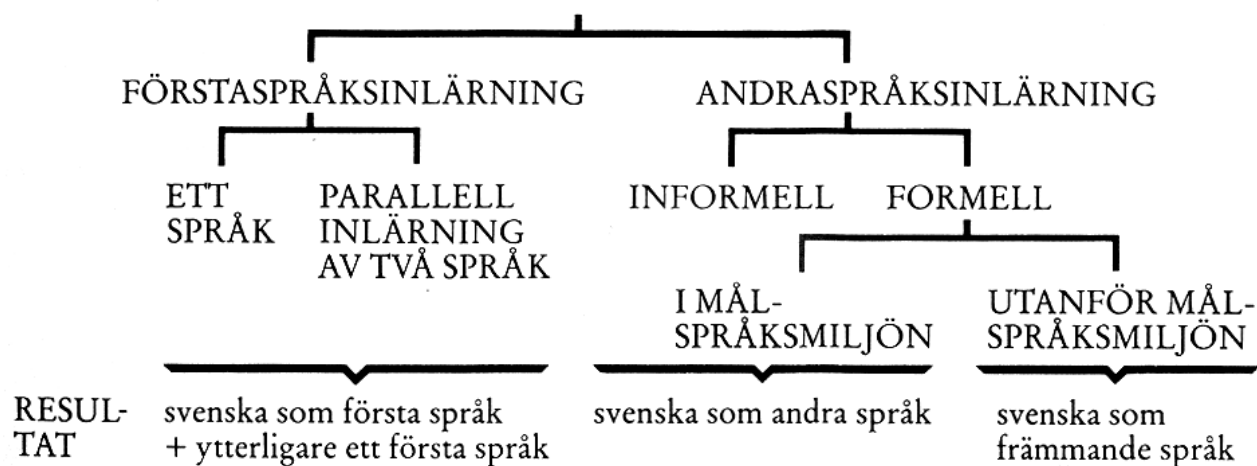 FÖRSTASPRÅKSINLÄRNING ANDRASPRÅKSINLÄRNING
ETT
SPRÅK
PARALLELL
INLÄRNING
AV TVÅ SPRÅK
INFORMELL
FORMELL
I MÅL-
SPRÅKSMILJÖN
UTANFÖR MÅL-
SPRÅKSMILJÖN
RESUL-
TAT
svenska som första språk
+ ytterligare ett första språk
svenska som andra språk
svenska som
främmande språk